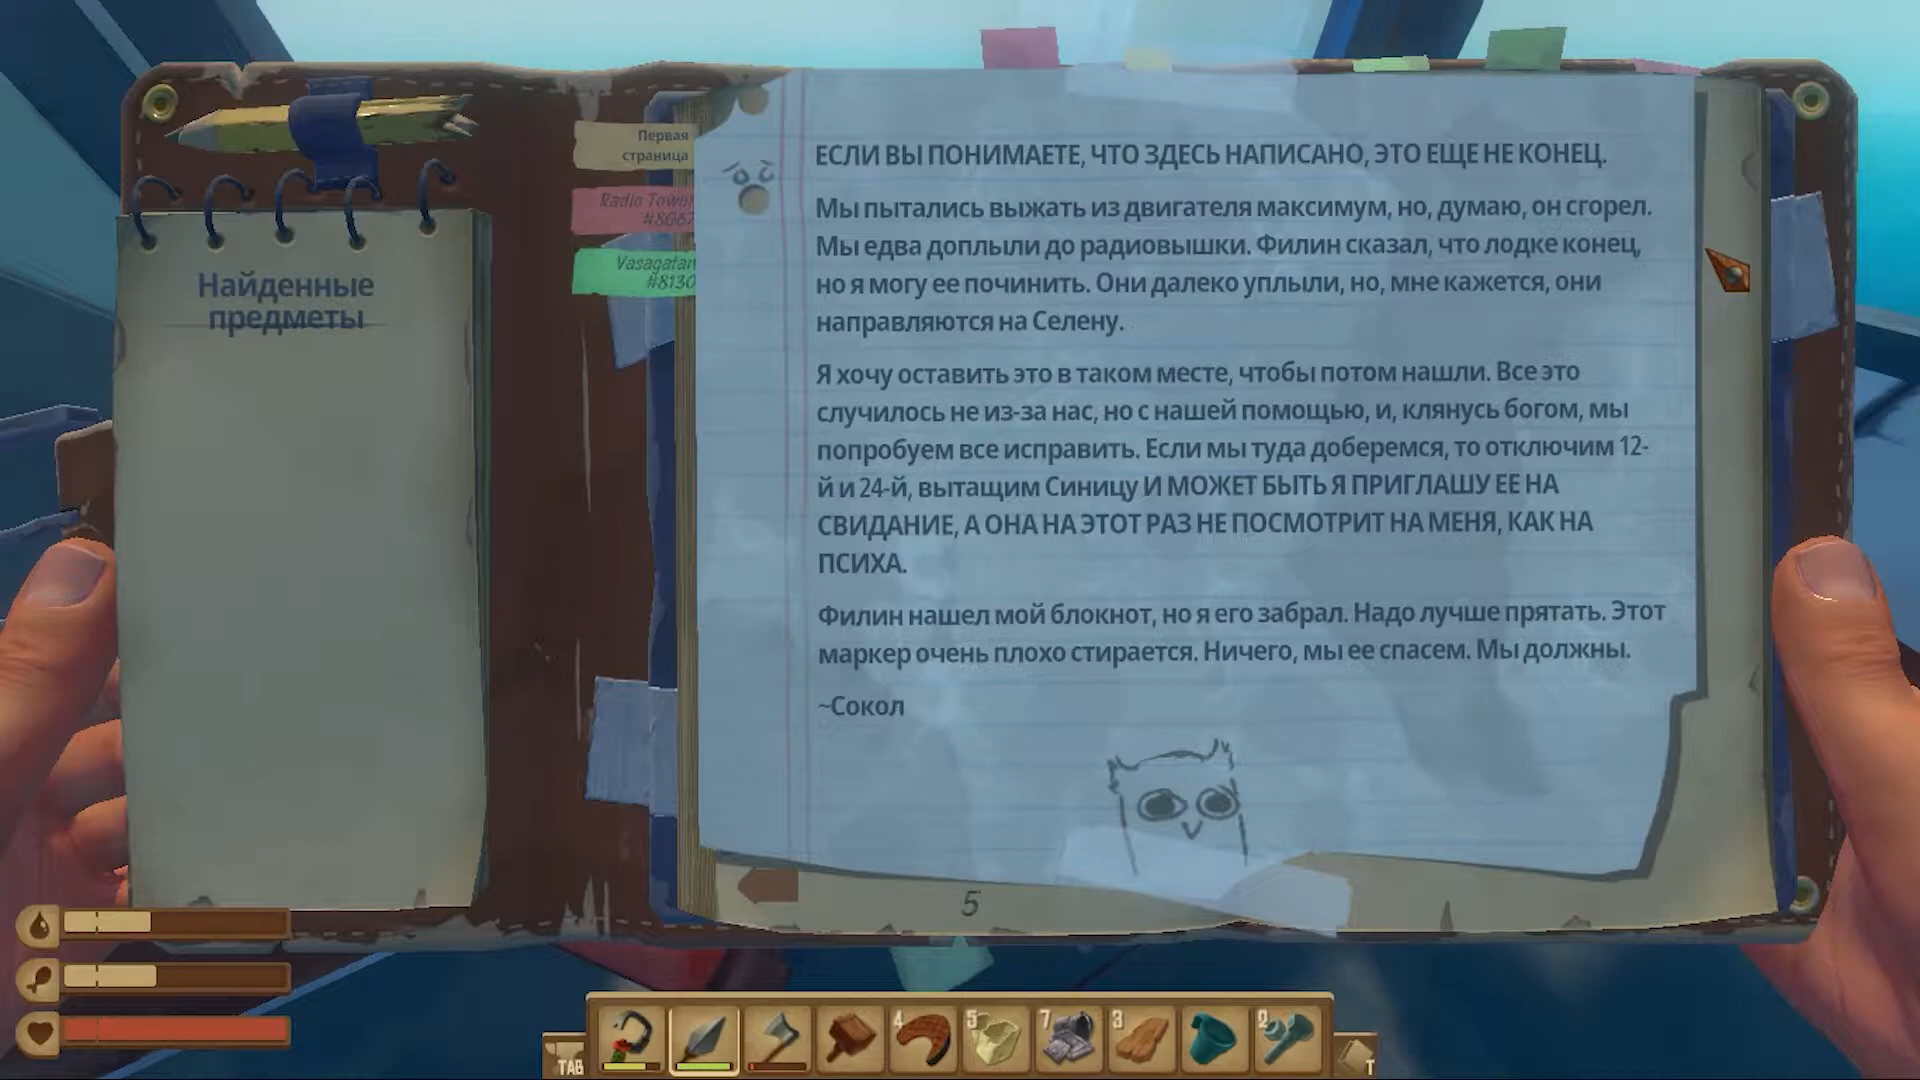 Найденные
предметы
Первая
страница
Radio Tower
#8067
Vasagatan
#8130
ЕСЛИ ВЫ ПОНИМАЕТЕ, ЧТО ЗДЕСЬ НАПИСАНО, ЭТО ЕЩЕ НЕ КОНЕЦ.
Мы пытались выжать из двигателя максимум, но, думаю, он сгорел.
Мы едва доплыли до радиовышки. Филин сказал, что лодке конец,
но я могу ее починить. Они далеко уплыли, но, мне кажется, они
направляются на Селену.
Я хочу оставить это в таком месте, чтобы потом нашли. Все это
случилось не из-за нас, но с нашей помощью, и, клянусь богом, мы
попробуем все исправить. Если мы туда доберемся, то отключим 12-
й и 24-й, вытащим Синицу И МОЖЕТ БЫТЬ Я ПРИГЛАШУ ЕЕ НА
СВИДАНИЕ, А ОНА НА ЭТОТ РАЗ НЕ ПОСМОТРИТ НА МЕНЯ, КАК НА
ПСИХА.
Филин нашел мой блокнот, но я его забрал. Надо лучше прятать. Этот
маркер очень плохо стирается. Ничего, мы ее спасем. Мы должны.
~Сокол
5
TAB
4
5
7
3
2
T